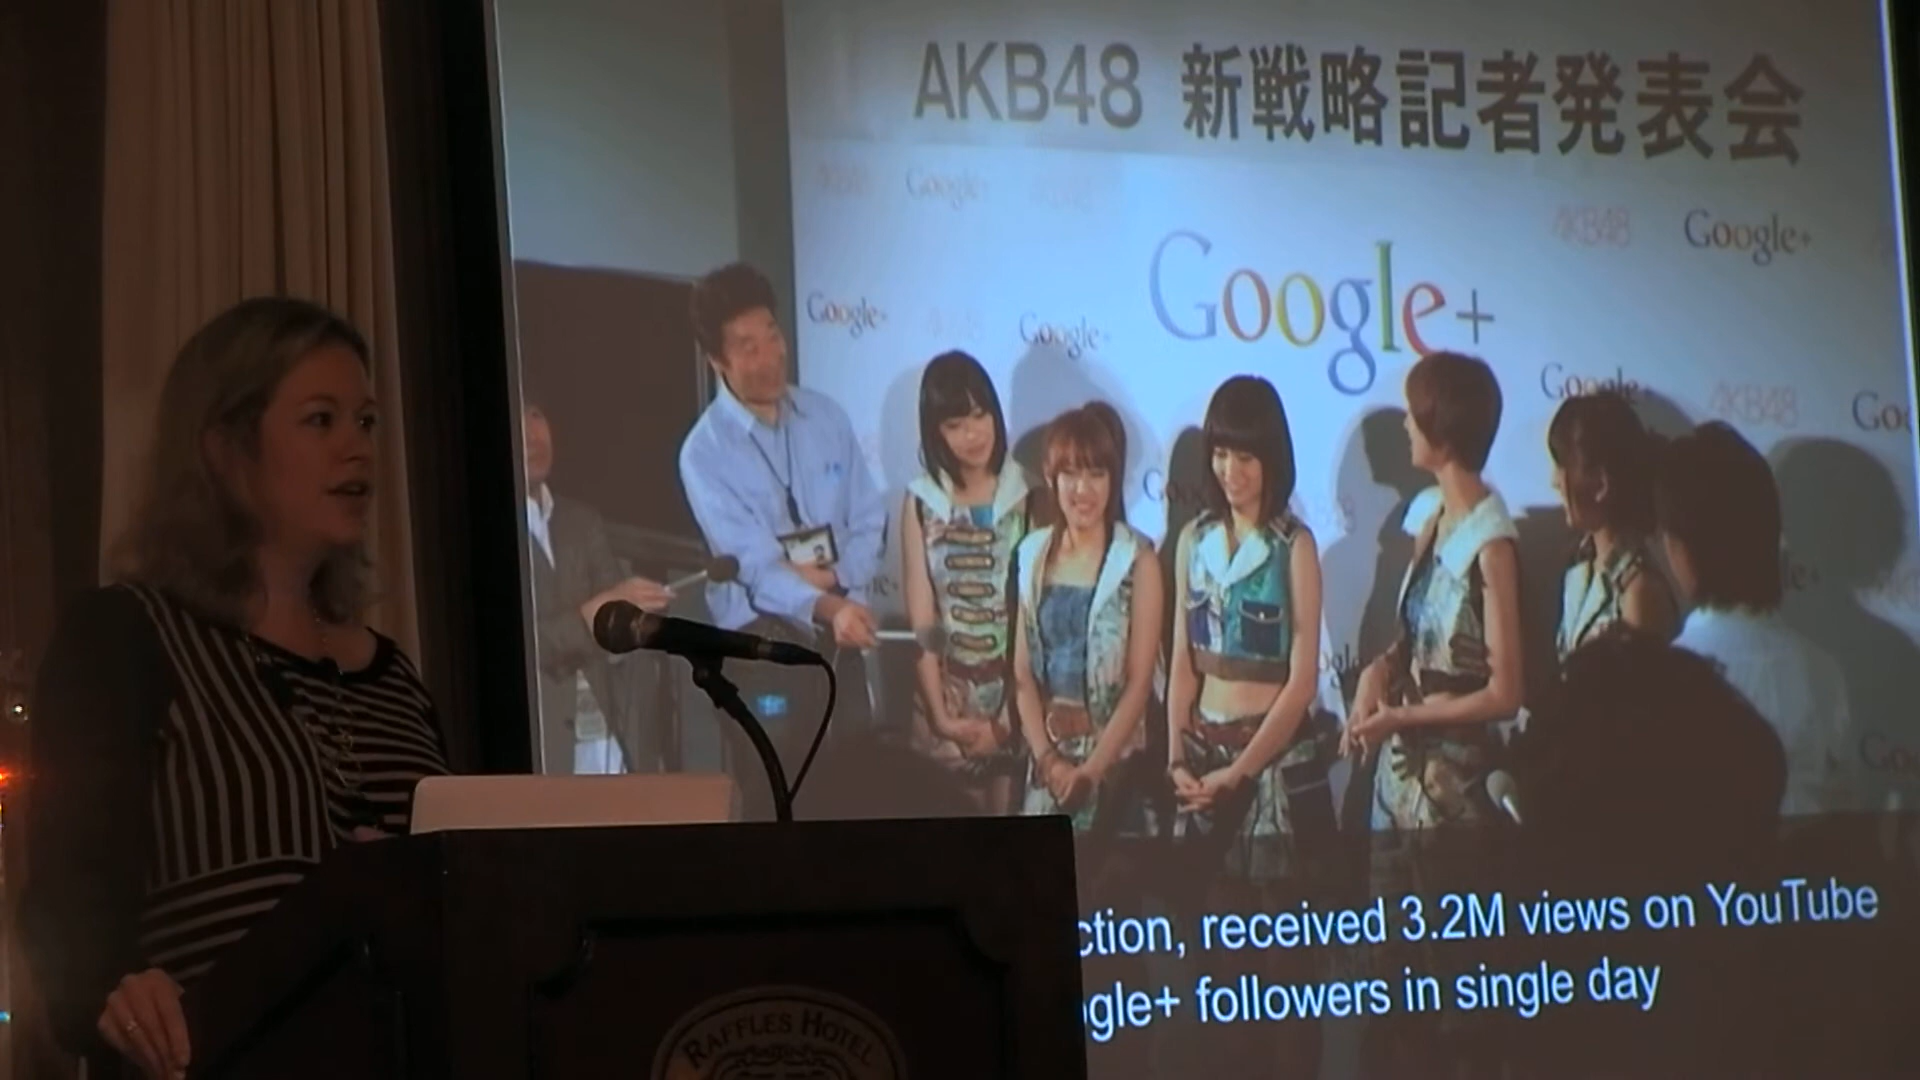 AKB48 新戦略記者発表会
Google+
AKB48
Google+
Google+
Google+
Google+
AKB48
ction, received 3.2M views on YouTube
ogle+ followers in single day
RAFFLES HOTEL